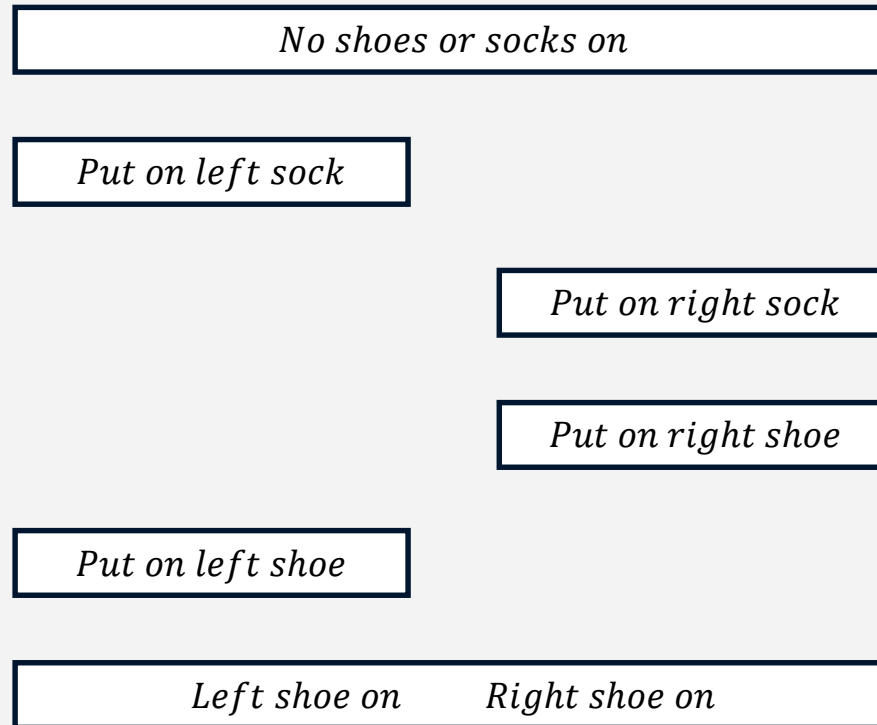 No shoes or socks on
Put on left sock
Put on right sock
Put on right shoe
Put on left shoe
Left shoe on Right shoe on